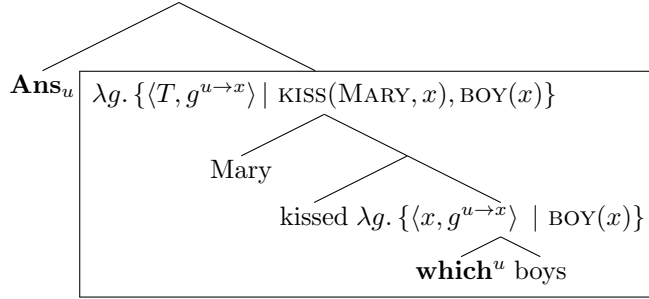 Ans_u λg. {⟨T, g^{u→x}⟩ | KISS(MARY, x), BOY(x)}
Mary
kissed λg. {⟨x, g^{u→x}⟩ | BOY(x)}
which^u boys